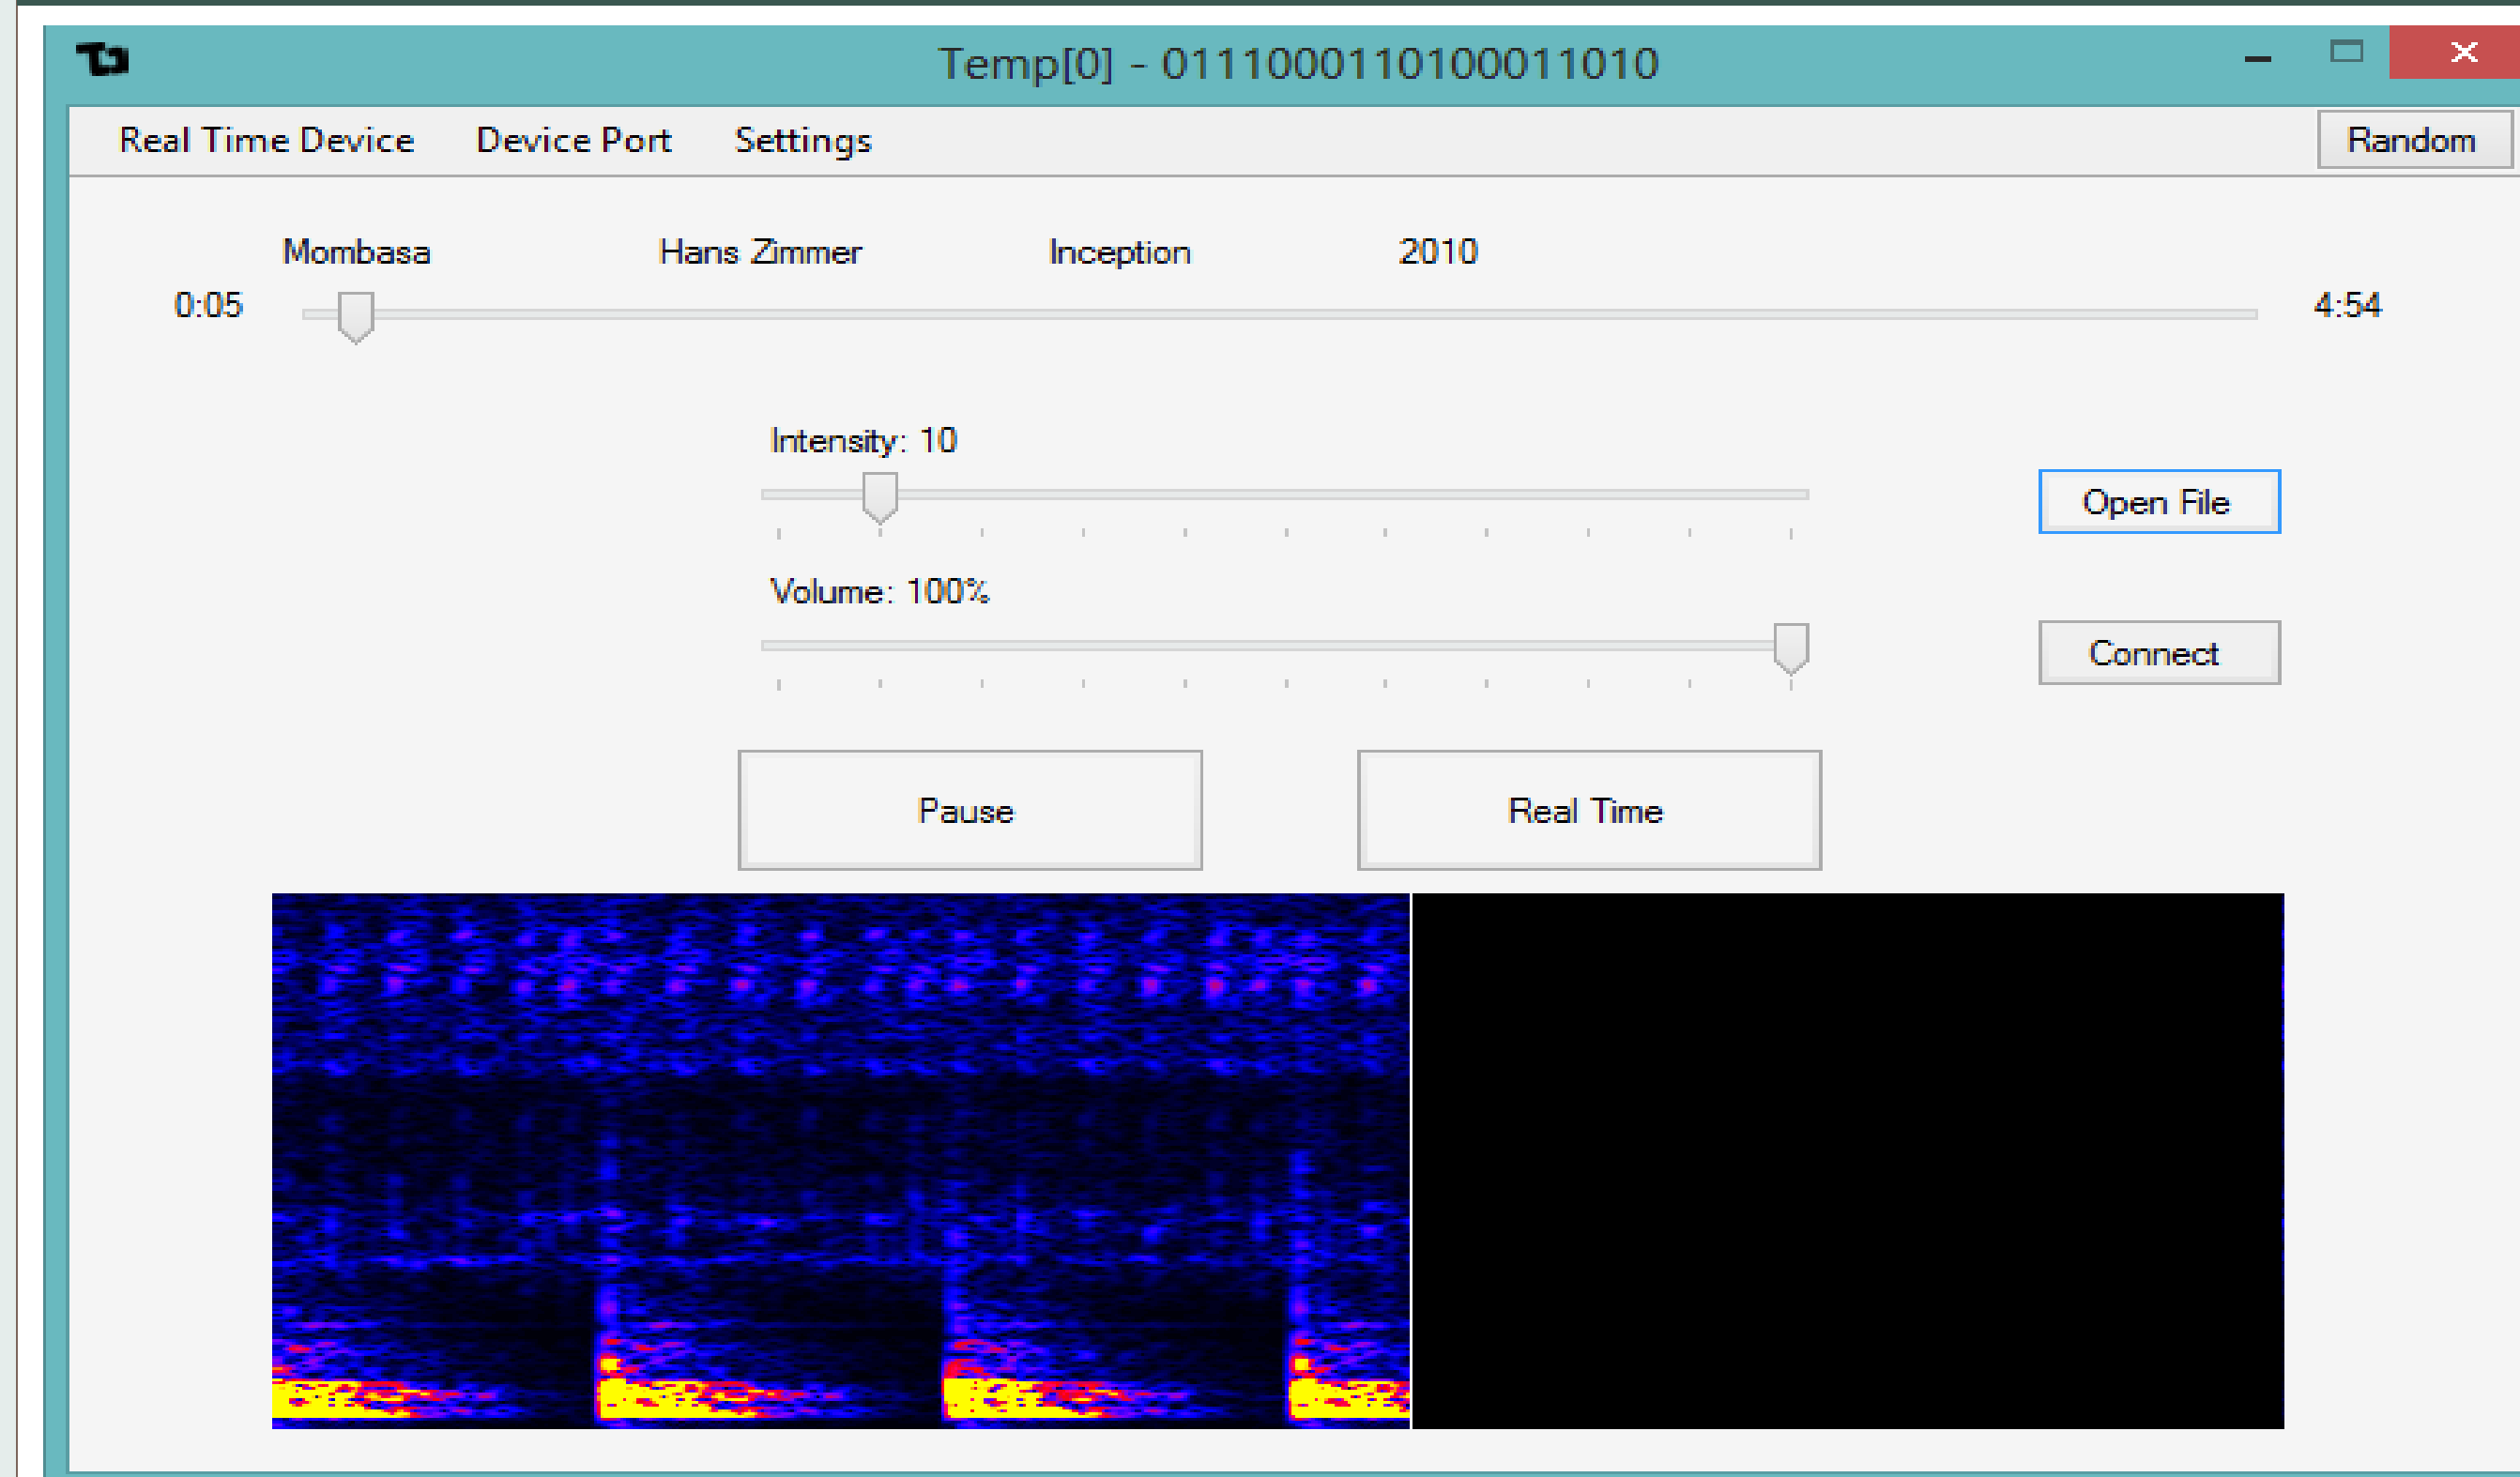 Temp[0] - 0111000110100011010
Real Time Device Device Port Settings Random
Mombasa Hans Zimmer Inception 2010
0:05 4:54
Intensity: 10
Open File
Volume: 100%
Connect
Pause Real Time